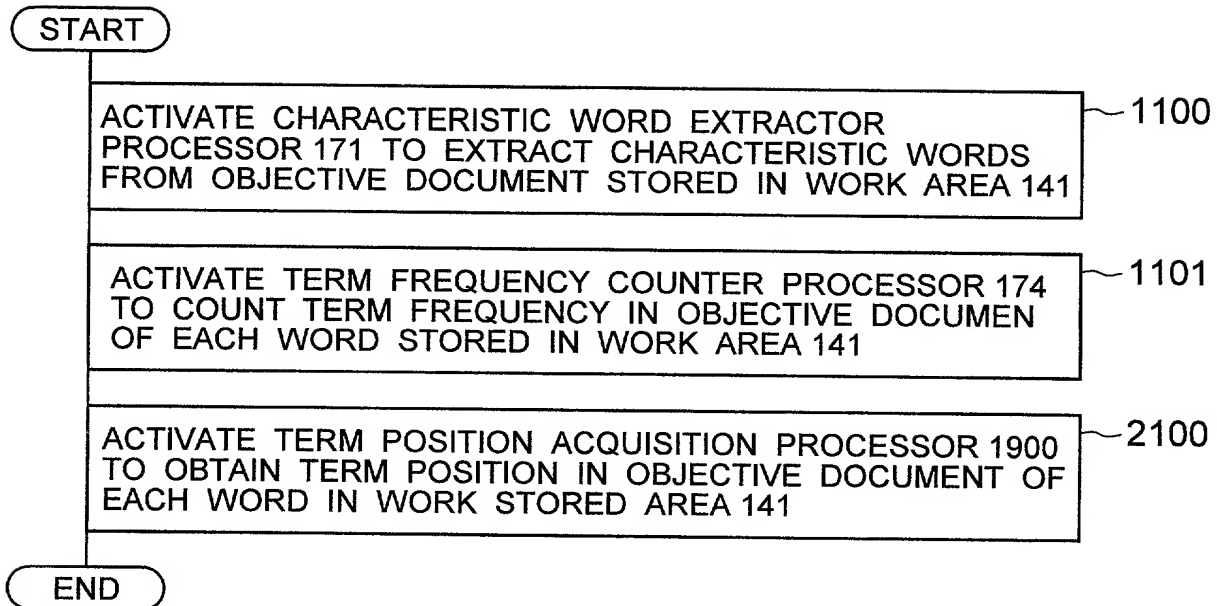 START
ACTIVATE CHARACTERISTIC WORD EXTRACTOR
PROCESSOR 171 TO EXTRACT CHARACTERISTIC WORDS
FROM OBJECTIVE DOCUMENT STORED IN WORK AREA 141
1100
ACTIVATE TERM FREQUENCY COUNTER PROCESSOR 174
TO COUNT TERM FREQUENCY IN OBJECTIVE DOCUMEN
OF EACH WORD STORED IN WORK AREA 141
1101
ACTIVATE TERM POSITION ACQUISITION PROCESSOR 1900
TO OBTAIN TERM POSITION IN OBJECTIVE DOCUMENT OF
EACH WORD IN WORK STORED AREA 141
2100
END